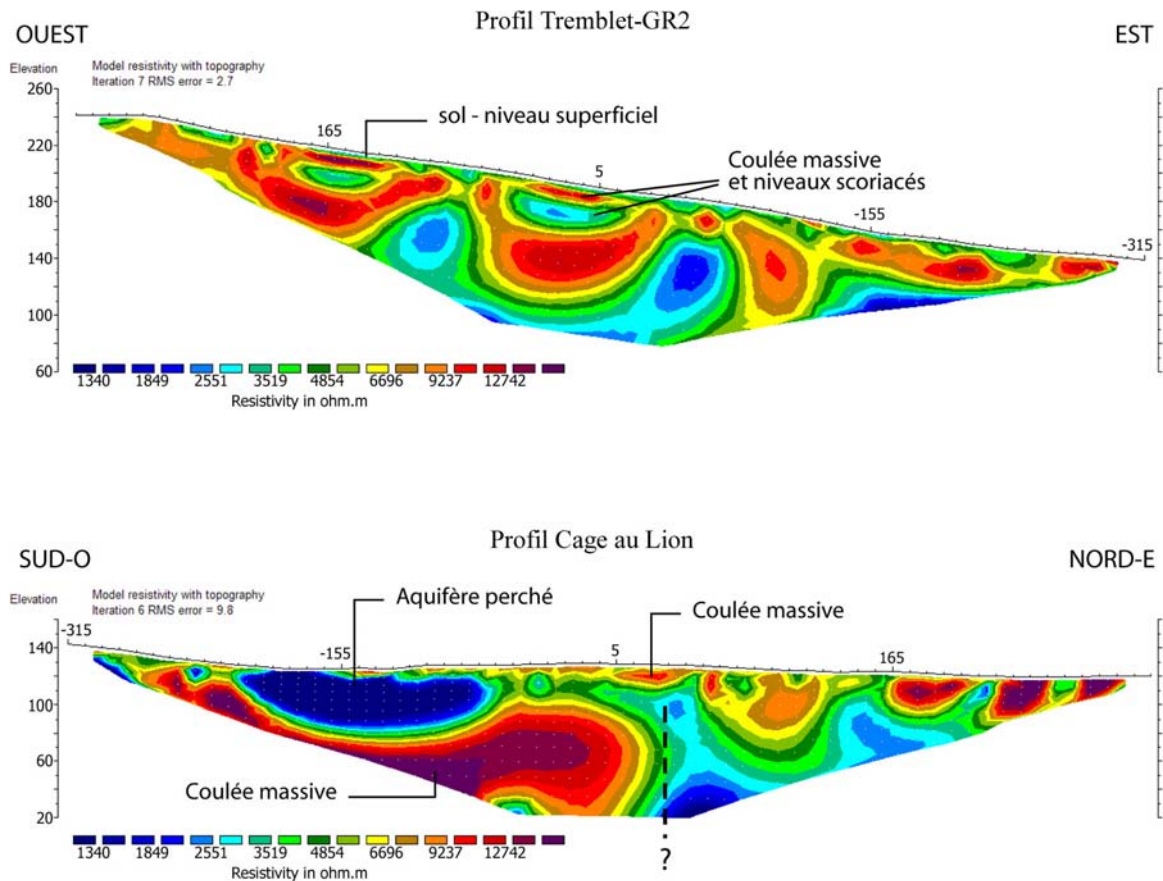 Profil Tremblet-GR2
OUEST
EST
Elevation
Model resistivity with topography
Iteration 7 RMS error = 2.7
260
sol - niveau superficiel
220
165
Coulée massive
et niveaux scoriacés
5
180
-155
-315
140
100
60
1340 1849 2551 3519 4854 6696 9237 12742
Resistivity in ohm.m
Profil Cage au Lion
SUD-O
NORD-E
Elevation
Model resistivity with topography
Iteration 6 RMS error = 9.8
Aquifère perché
Coulée massive
-315
140
-155
5
165
100
60
Coulée massive
20
1340 1849 2551 3519 4854 6696 9237 12742
?
Resistivity in ohm.m